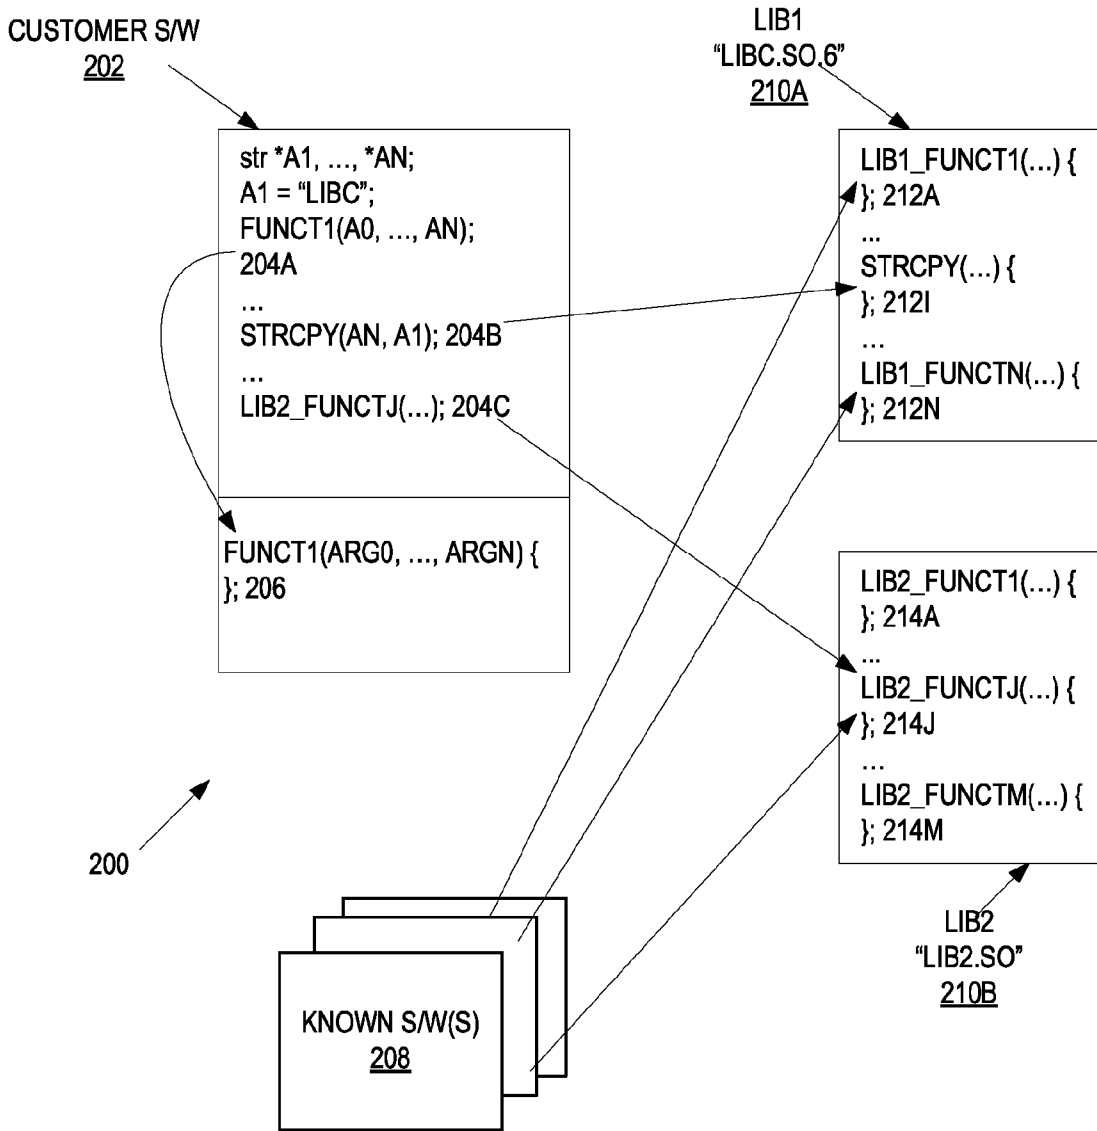 CUSTOMER S/W
202
str *A1, ..., *AN;
A1 = “LIBC”;
FUNCT1(A0, ..., AN);
204A
...
STRCPY(AN, A1); 204B
...
LIB2_FUNCTJ(...); 204C
FUNCT1(ARG0, ..., ARGN) {
}; 206
200
KNOWN S/W(S)
208
LIB1
“LIBC.SO.6”
210A
LIB1_FUNCT1(...) {
}; 212A
...
STRCPY(...) {
}; 212I
...
LIB1_FUNCTN(...) {
}; 212N
LIB2_FUNCT1(...) {
}; 214A
...
LIB2_FUNCTJ(...) {
}; 214J
...
LIB2_FUNCTM(...) {
}; 214M
LIB2
“LIB2.SO”
210B